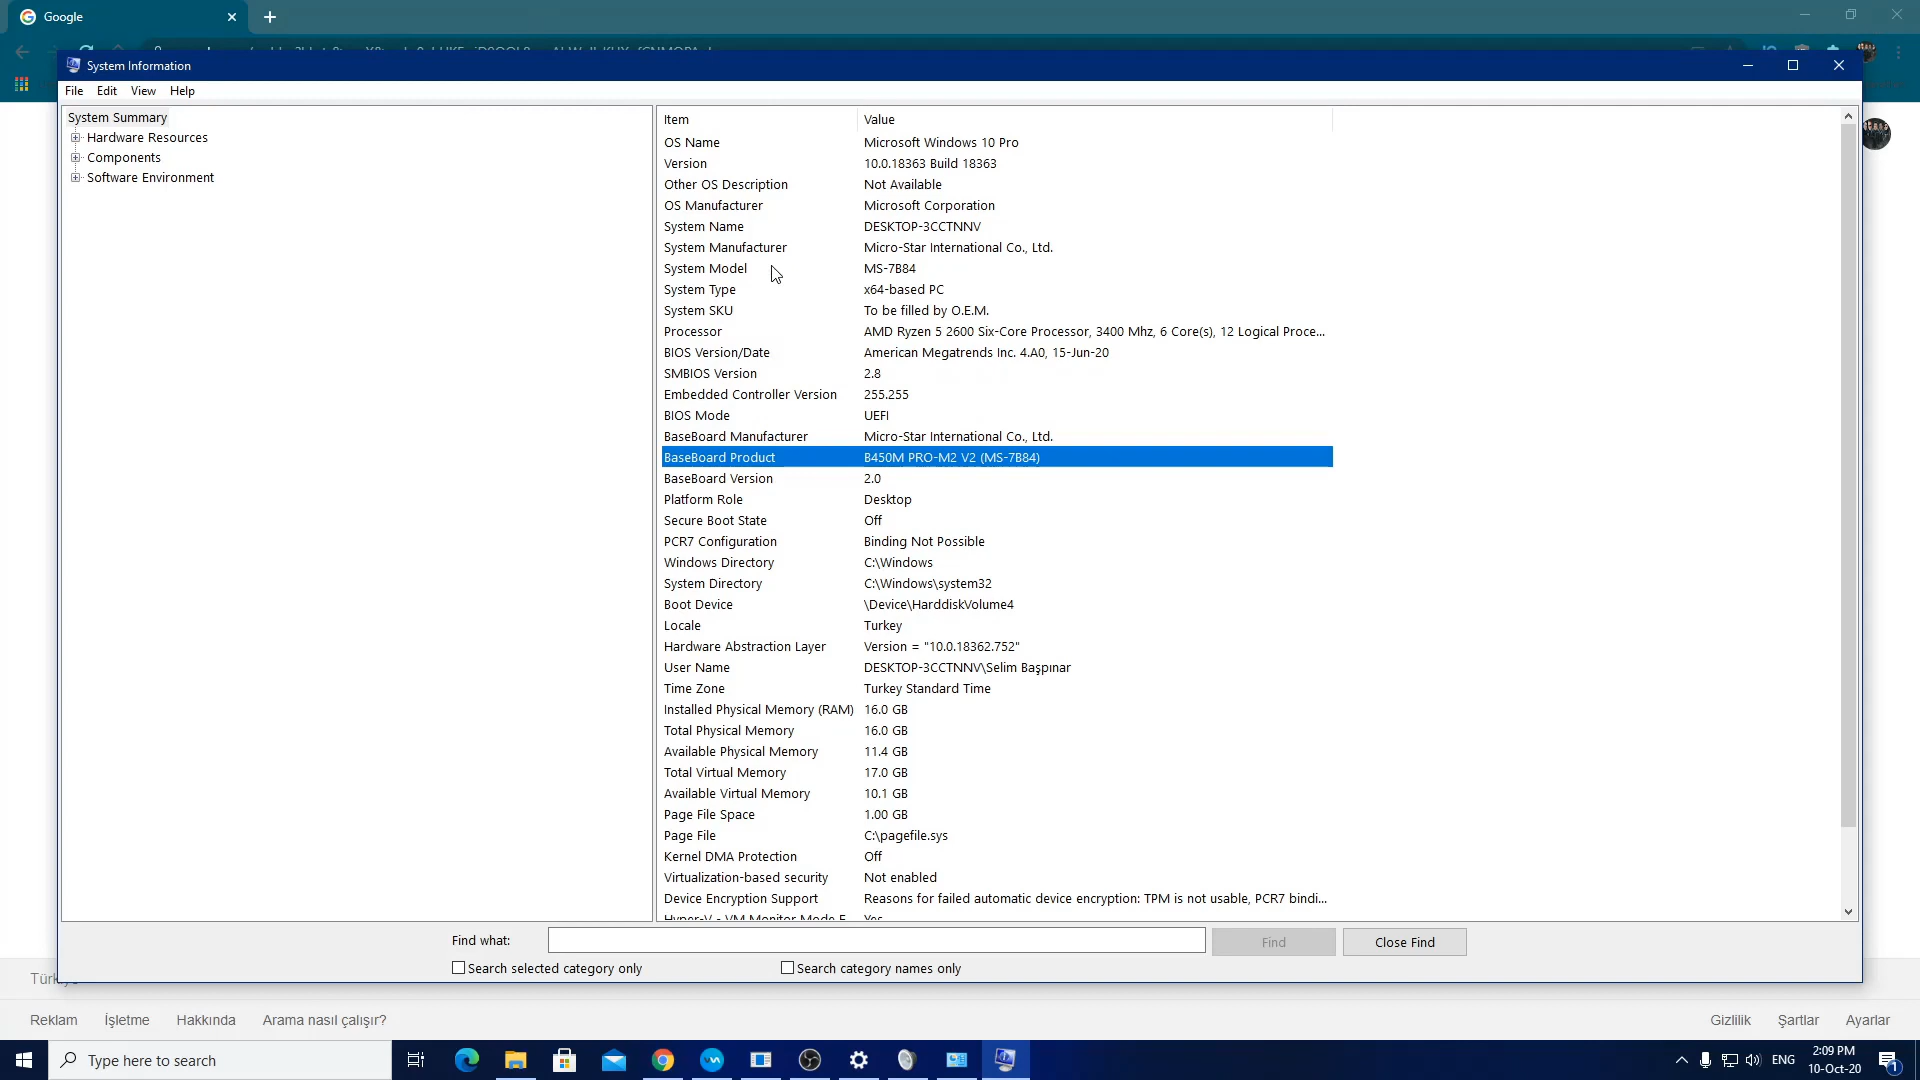 Google
System Information
File Edit View Help
System Summary
Hardware Resources
Components
Software Environment
Item Value
OS Name Microsoft Windows 10 Pro
Version 10.0.18363 Build 18363
Other OS Description Not Available
OS Manufacturer Microsoft Corporation
System Name DESKTOP-3CCTNNV
System Manufacturer Micro-Star International Co., Ltd.
System Model MS-7B84
System Type x64-based PC
System SKU To be filled by O.E.M.
Processor AMD Ryzen 5 2600 Six-Core Processor, 3400 Mhz, 6 Core(s), 12 Logical Proce...
BIOS Version/Date American Megatrends Inc. 4.A0, 15-Jun-20
SMBIOS Version 2.8
Embedded Controller Version 255.255
BIOS Mode UEFI
BaseBoard Manufacturer Micro-Star International Co., Ltd.
BaseBoard Product B450M PRO-M2 V2 (MS-7B84)
BaseBoard Version 2.0
Platform Role Desktop
Secure Boot State Off
PCR7 Configuration Binding Not Possible
Windows Directory C:\Windows
System Directory C:\Windows\system32
Boot Device \Device\HarddiskVolume4
Locale Turkey
Hardware Abstraction Layer Version = "10.0.18362.752"
User Name DESKTOP-3CCTNNV\Selim Başpınar
Time Zone Turkey Standard Time
Installed Physical Memory (RAM) 16.0 GB
Total Physical Memory 16.0 GB
Available Physical Memory 11.4 GB
Total Virtual Memory 17.0 GB
Available Virtual Memory 10.1 GB
Page File Space 1.00 GB
Page File C:\pagefile.sys
Kernel DMA Protection Off
Virtualization-based security Not enabled
Device Encryption Support Reasons for failed automatic device encryption: TPM is not usable, PCR7 bindi...
Hyper-V - VM Monitor Mode E Yes
Find what: Find Close Find
Search selected category only Search category names only
Reklam İşletme Hakkında Arama nasıl çalışır? Gizlilik Şartlar Ayarlar
Type here to search ENG 2:09 PM
10-Oct-20 1